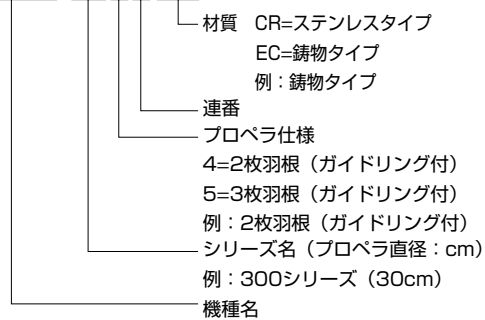 材質　CR=ステンレスタイプ
EC=鋳物タイプ
例：鋳物タイプ
連番
プロペラ仕様
4=2枚羽根（ガイドリング付）
5=3枚羽根（ガイドリング付）
例：2枚羽根（ガイドリング付）
シリーズ名（プロペラ直径：cm）
例：300シリーズ（30cm）
機種名